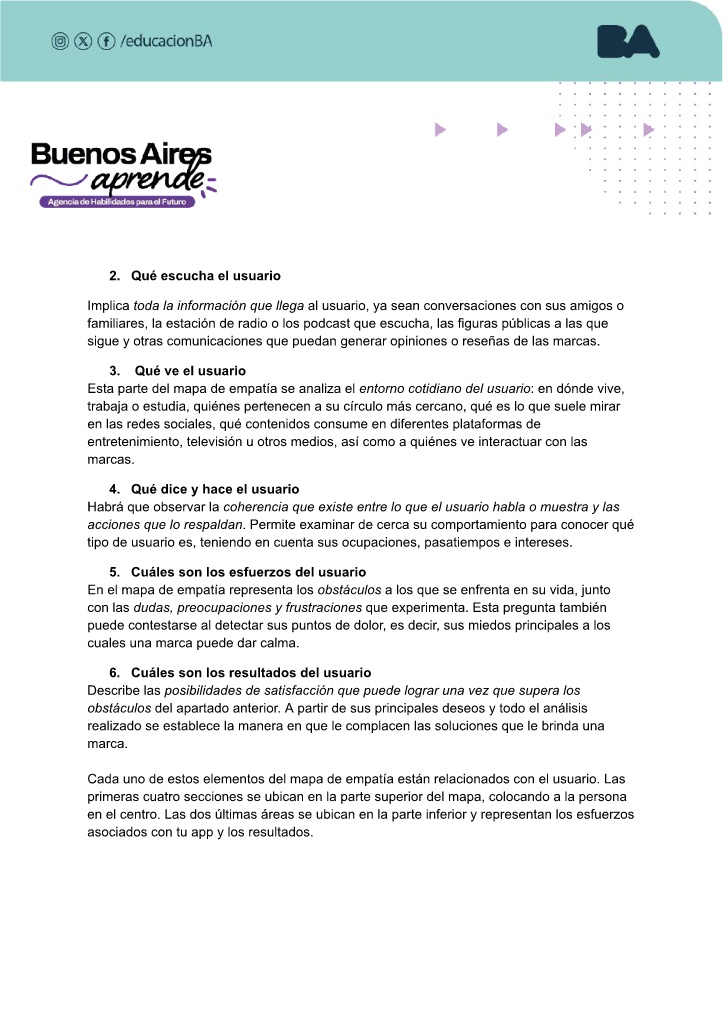 /educacionBA
BA
Buenos Aires
aprende
Agencia de Habilidades para el Futuro
2. Qué escucha el usuario
Implica toda la información que llega al usuario, ya sean conversaciones con sus amigos o
familiares, la estación de radio o los podcast que escucha, las figuras públicas a las que
sigue y otras comunicaciones que puedan generar opiniones o reseñas de las marcas.
3. Qué ve el usuario
Esta parte del mapa de empatía se analiza el entorno cotidiano del usuario: en dónde vive,
trabaja o estudia, quiénes pertenecen a su círculo más cercano, qué es lo que suele mirar
en las redes sociales, qué contenidos consume en diferentes plataformas de
entretenimiento, televisión u otros medios, así como a quiénes ve interactuar con las
marcas.
4. Qué dice y hace el usuario
Habrá que observar la coherencia que existe entre lo que el usuario habla o muestra y las
acciones que lo respaldan. Permite examinar de cerca su comportamiento para conocer qué
tipo de usuario es, teniendo en cuenta sus ocupaciones, pasatiempos e intereses.
5. Cuáles son los esfuerzos del usuario
En el mapa de empatía representa los obstáculos a los que se enfrenta en su vida, junto
con las dudas, preocupaciones y frustraciones que experimenta. Esta pregunta también
puede contestarse al detectar sus puntos de dolor, es decir, sus miedos principales a los
cuales una marca puede dar calma.
6. Cuáles son los resultados del usuario
Describe las posibilidades de satisfacción que puede lograr una vez que supera los
obstáculos del apartado anterior. A partir de sus principales deseos y todo el análisis
realizado se establece la manera en que le complacen las soluciones que le brinda una
marca.
Cada uno de estos elementos del mapa de empatía están relacionados con el usuario. Las
primeras cuatro secciones se ubican en la parte superior del mapa, colocando a la persona
en el centro. Las dos últimas áreas se ubican en la parte inferior y representan los esfuerzos
asociados con tu app y los resultados.